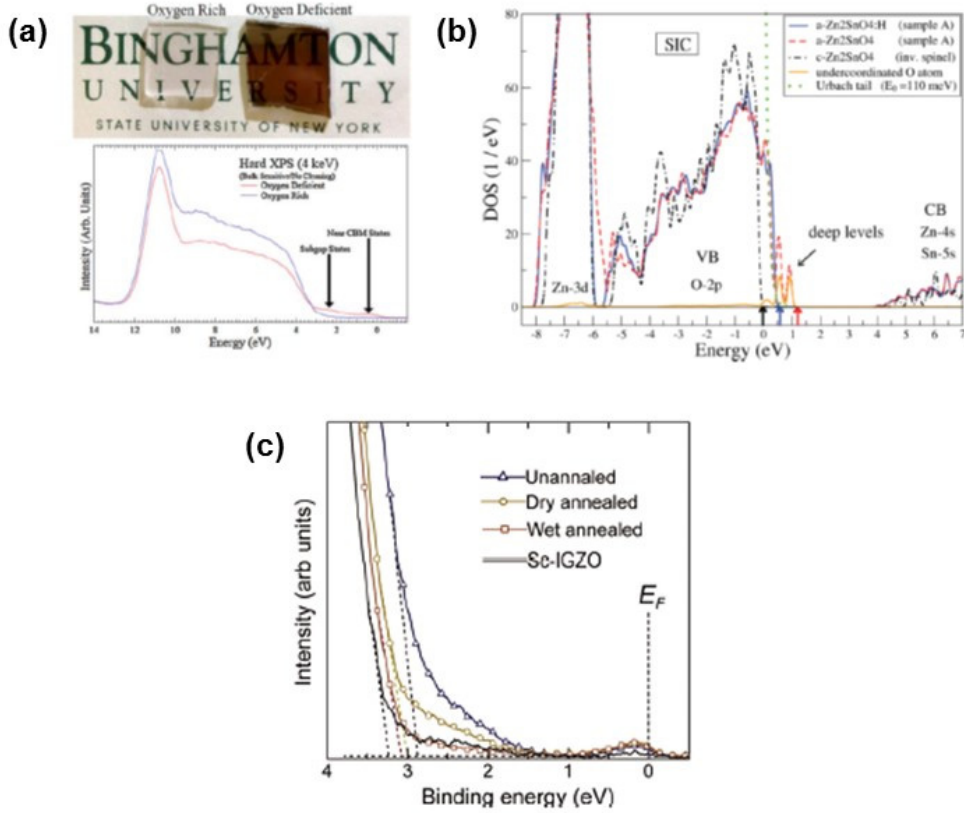 (a)
Oxygen Rich Oxygen Deficient
BINGHAMTON
UNIVERSITY
STATE UNIVERSITY OF NEW YORK
Hard XPS (4 keV)
(Bulk Sensitive/No Cleaning)
Oxygen Deficient
Oxygen Rich
Near CBM States
Subgap States
Intensity (Arb. Units)
14 12 10 8 6 4 2 0
Energy (eV)
(b)
SIC
a-Zn2SnO4:H (sample A)
a-Zn2SnO4 (sample A)
c-Zn2SnO4 (inv. spinel)
undercoordinated O atom
Urbach tail (E0 =110 meV)
80
60
40
20
0
DOS (1 / eV)
Zn-3d
VB
O-2p
deep levels
CB
Zn-4s
Sn-5s
-8 -7 -6 -5 -4 -3 -2 -1 0 1 2 3 4 5 6 7
Energy (eV)
(c)
Unannaled
Dry annealed
Wet annealed
Sc-IGZO
EF
Intensity (arb units)
4 3 2 1 0
Binding energy (eV)